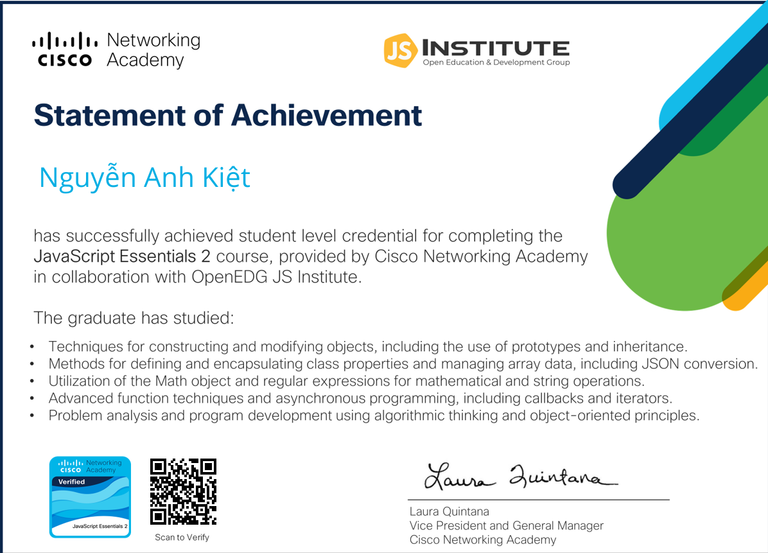 CISCO
Networking
Academy
JS INSTITUTE
Open Education & Development Group
Statement of Achievement
Nguyễn Anh Kiệt
has successfully achieved student level credential for completing the
JavaScript Essentials 2 course, provided by Cisco Networking Academy
in collaboration with OpenEDG JS Institute.
The graduate has studied:
• Techniques for constructing and modifying objects, including the use of prototypes and inheritance.
• Methods for defining and encapsulating class properties and managing array data, including JSON conversion.
• Utilization of the Math object and regular expressions for mathematical and string operations.
• Advanced function techniques and asynchronous programming, including callbacks and iterators.
• Problem analysis and program development using algorithmic thinking and object-oriented principles.
CISCO
Networking
Academy
Verified
JavaScript Essentials 2
Scan to Verify
Laura Quintana
Laura Quintana
Vice President and General Manager
Cisco Networking Academy